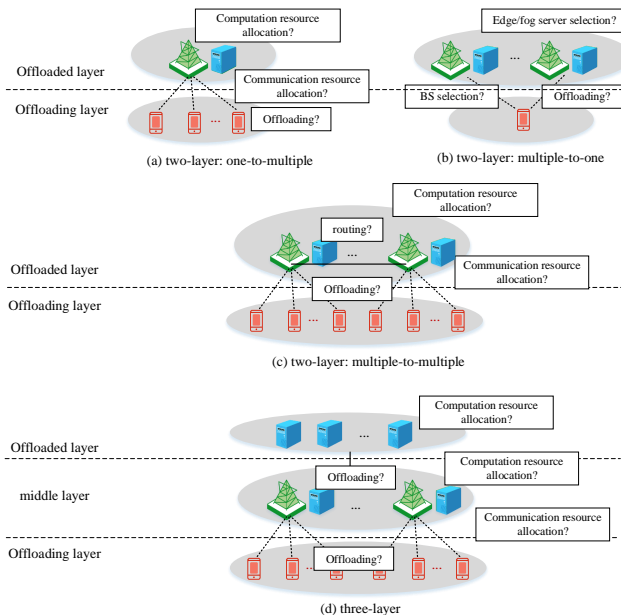 Computation resource
allocation?
Offloaded layer
Communication resource
allocation?
Offloading layer
Offloading?
...
(a) two-layer: one-to-multiple
Edge/fog server selection?
...
BS selection?
Offloading?
(b) two-layer: multiple-to-one
Computation resource
allocation?
routing?
...
Offloaded layer
Communication resource
allocation?
Offloading?
Offloading layer
...
...
(c) two-layer: multiple-to-multiple
Computation resource
allocation?
...
Offloaded layer
Computation resource
allocation?
Offloading?
middle layer
...
Communication resource
allocation?
Offloading layer
Offloading?
...
...
(d) three-layer